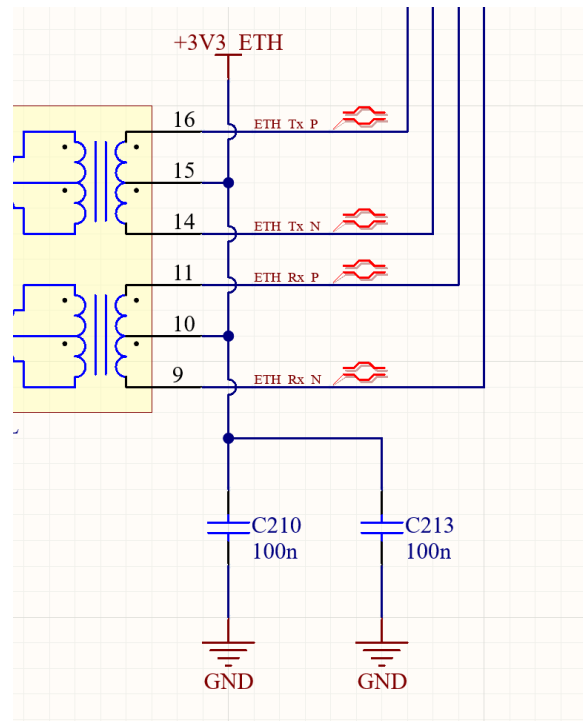 +3V3_ETH
16
ETH_Tx_P
15
14
ETH_Tx_N
11
ETH_Rx_P
10
9
ETH_Rx_N
C210
100n
C213
100n
GND
GND